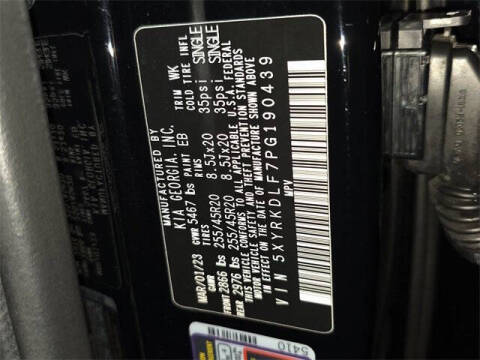 MANUFACTURED BY
KIA GEORGIA, INC.
MAR/01/23 GVWR 5467 lbs PAINT EB TRIM WK
GAWR TIRES RIMS COLD TIRE INFL
FRONT 2866 lbs 255/45R20 8.5Jx20 35psi SINGLE
REAR 2976 lbs 255/45R20 8.5Jx20 35psi SINGLE
THIS VEHICLE CONFORMS TO ALL APPLICABLE U.S.A. FEDERAL
MOTOR VEHICLE SAFETY AND THEFT PREVENTION STANDARDS
IN EFFECT ON THE DATE OF MANUFACTURE SHOWN ABOVE
VIN 5XYRKDLF7PG190439
MPV
5410